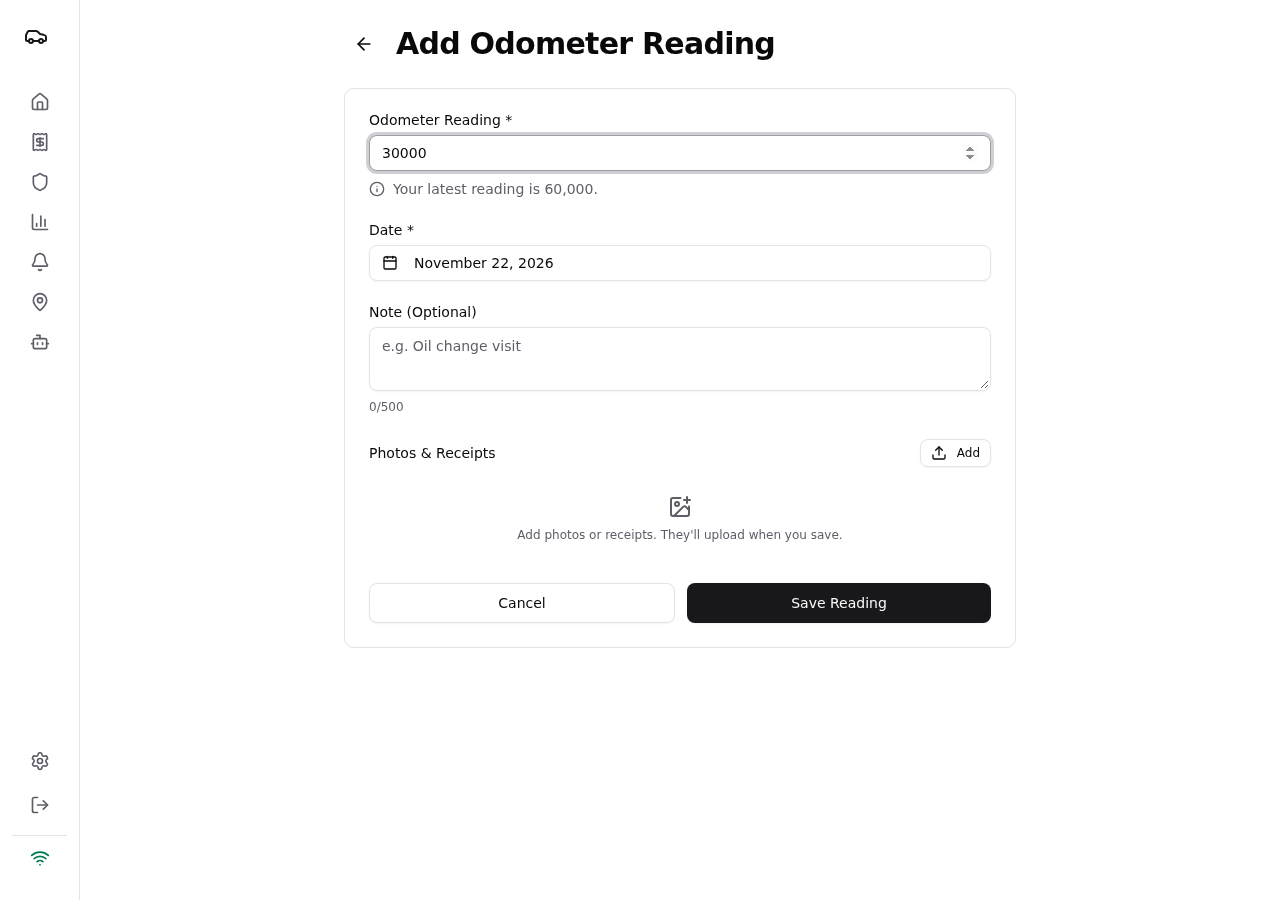 Add Odometer Reading
Odometer Reading *
30000
Your latest reading is 60,000.
Date *
November 22, 2026
Note (Optional)
e.g. Oil change visit
0/500
Photos & Receipts
Add
Add photos or receipts. They'll upload when you save.
Cancel
Save Reading